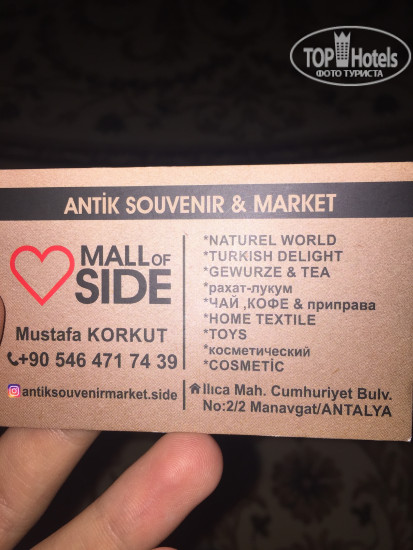 TOP Hotels
ФОТО ТУРИСТА
ANTİK SOUVENIR & MARKET
MALL OF
SIDE
Mustafa KORKUT
+90 546 471 74 39
antiksouvenirmarket.side
*NATUREL WORLD
*TURKISH DELIGHT
*GEWURZE & TEA
*рахат-лукум
*ЧАЙ ,КОФЕ & приправа
*HOME TEXTILE
*TOYS
*косметический
*COSMETİC
Ilıca Mah. Cumhuriyet Bulv.
No:2/2 Manavgat/ANTALYA